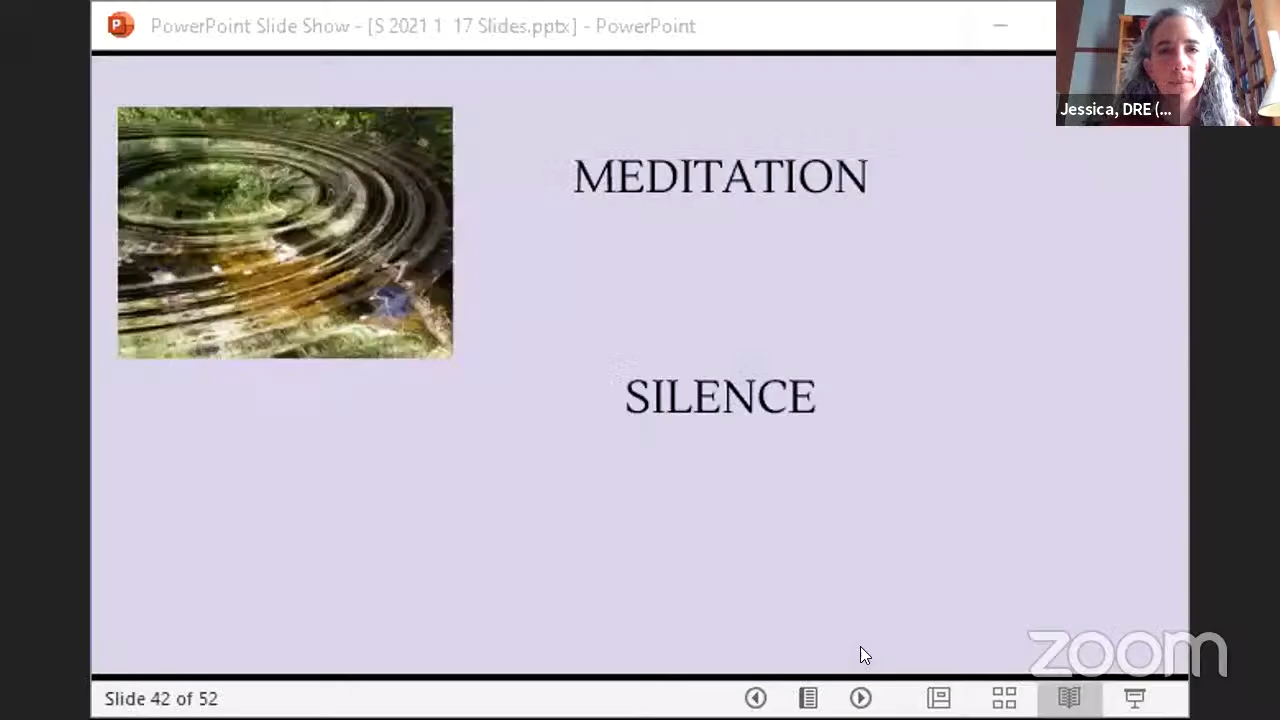 P PowerPoint Slide Show - [S 2021 1 17 Slides.pptx] - PowerPoint
Jessica, DRE (...
MEDITATION
SILENCE
zoom
Slide 42 of 52